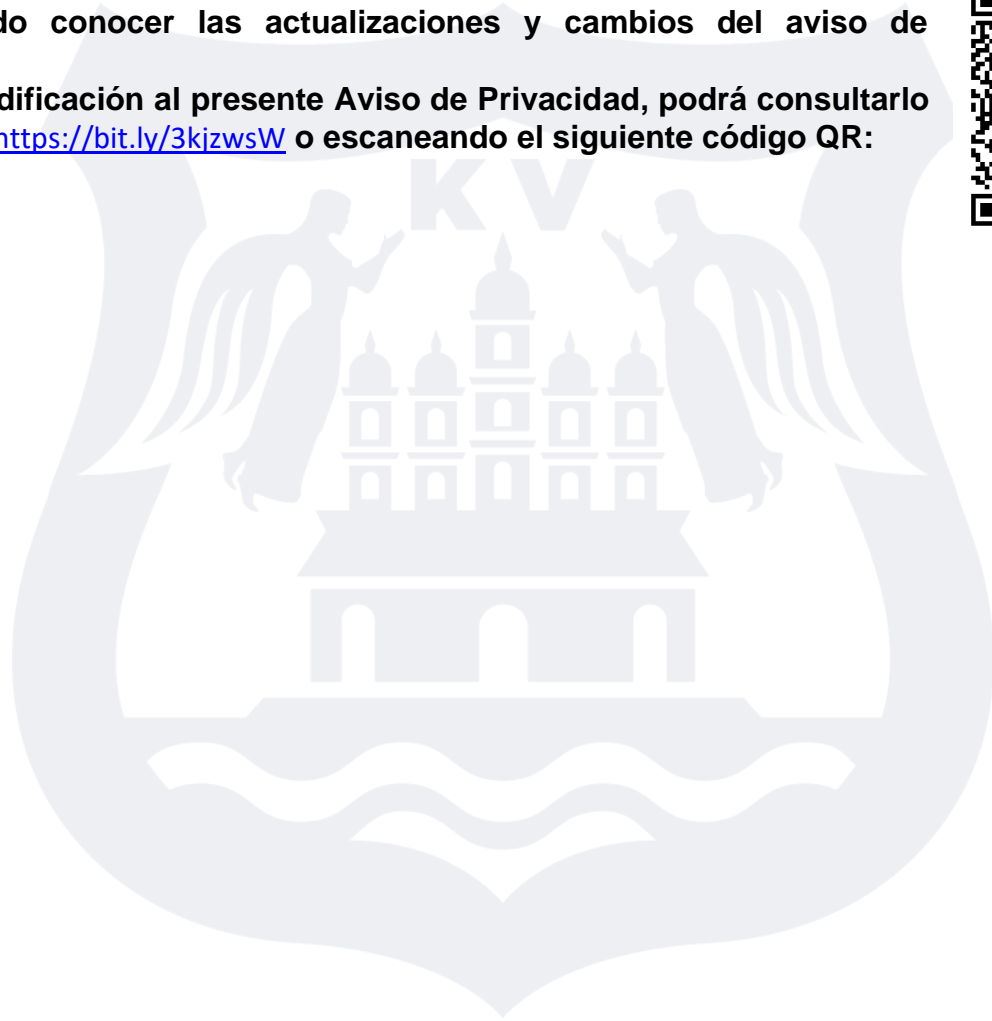 do conocer las actualizaciones y cambios del aviso de
dificación al presente Aviso de Privacidad, podrá consultarlo
https://bit.ly/3kjzwsW o escaneando el siguiente código QR:
KV